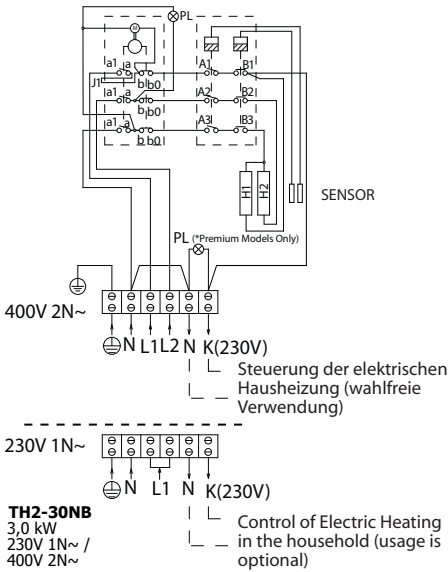 PL
M
a1 a A1 B1
J1 b b0
a1 a A2 B2
b b0
a1 a A3 B3
b b0
H1 H2
SENSOR
PL (*Premium Models Only)
400V 2N~
N L1 L2 N K(230V)
Steuerung der elektrischen
Hausheizung (wahlfreie
Verwendung)
230V 1N~
N L1 N K(230V)
TH2-30NB
3,0 kW
230V 1N~ /
400V 2N~
Control of Electric Heating
in the household (usage is
optional)